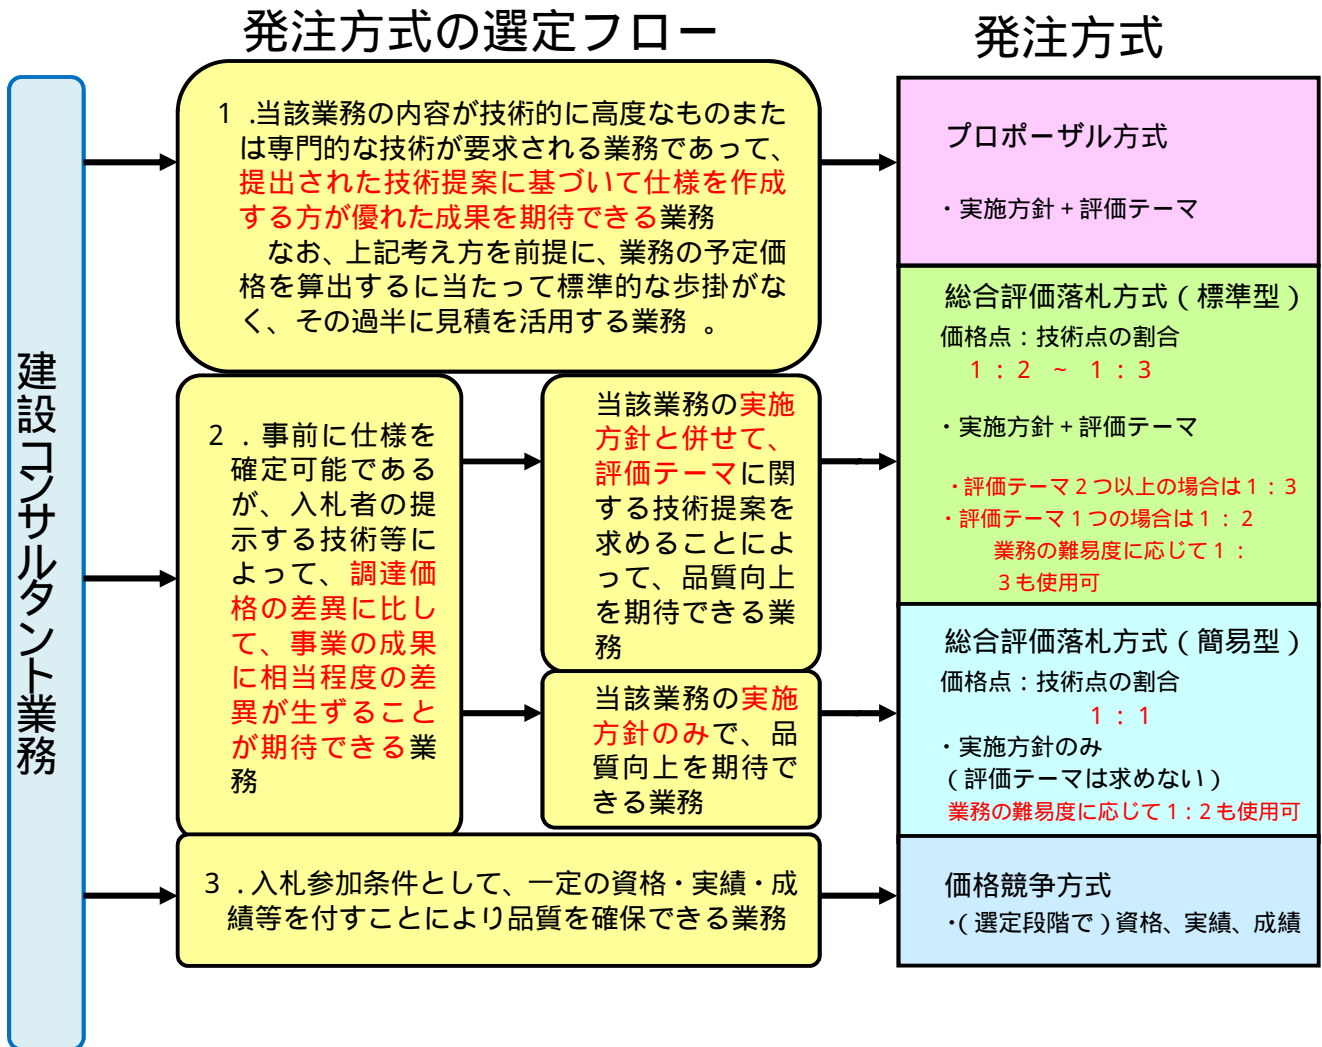 発注方式の選定フロー
発注方式
建設コンサルタント業務
1．当該業務の内容が技術的に高度なものまた
は専門的な技術が要求される業務であって、
提出された技術提案に基づいて仕様を作成
する方が優れた成果を期待できる業務
なお、上記考え方を前提に、業務の予定価
格を算出するに当たって標準的な歩掛がな
く、その過半に見積を活用する業務 。
2．事前に仕様を
確定可能である
が、入札者の提
示する技術等に
よって、調達価
格の差異に比し
て、事業の成果
に相当程度の差
異が生ずること
が期待できる業
務
当該業務の実施
方針と併せて、
評価テーマに関
する技術提案を
求めることによ
って、品質向上
を期待できる業
務
当該業務の実施
方針のみで、品
質向上を期待で
きる業務
3．入札参加条件として、一定の資格・実績・成
績等を付すことにより品質を確保できる業務
プロポーザル方式
・実施方針+評価テーマ
総合評価落札方式(標準型)
価格点:技術点の割合
1:2 ~ 1:3
・実施方針+評価テーマ
・評価テーマ2つ以上の場合は1:3
・評価テーマ1つの場合は1:2
業務の難易度に応じて1:
3も使用可
総合評価落札方式(簡易型)
価格点:技術点の割合
1:1
・実施方針のみ
(評価テーマは求めない)
業務の難易度に応じて1:2も使用可
価格競争方式
・(選定段階で)資格、実績、成績